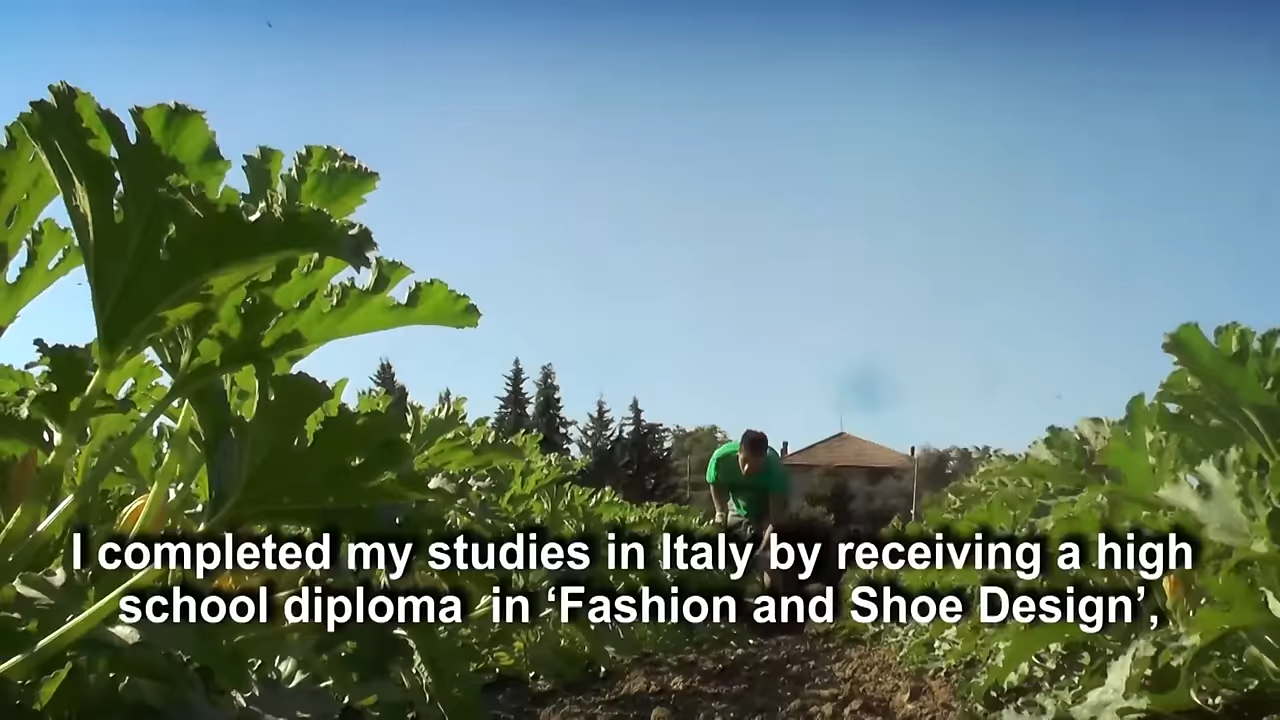 I completed my studies in Italy by receiving a high
school diploma  in ‘Fashion and Shoe Design’,